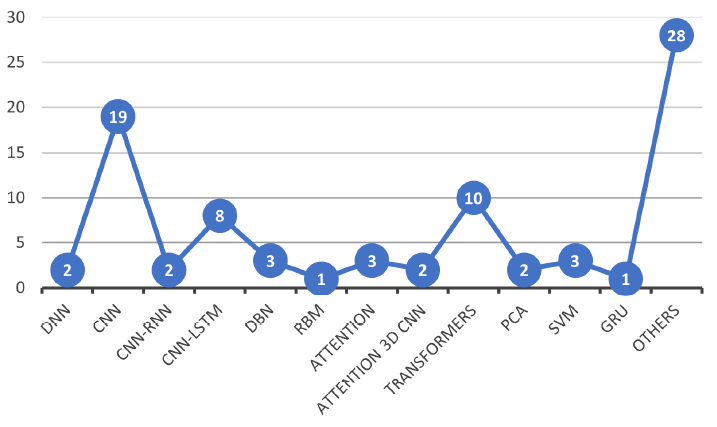 30
25
20
15
10
5
0
2
19
2
8
3
1
3
2
10
2
3
1
28
DNN
CNN
CNN-RNN
CNN-LSTM
DBN
RBM
ATTENTION
ATTENTION 3D CNN
TRANSFORMERS
PCA
SVM
GRU
OTHERS